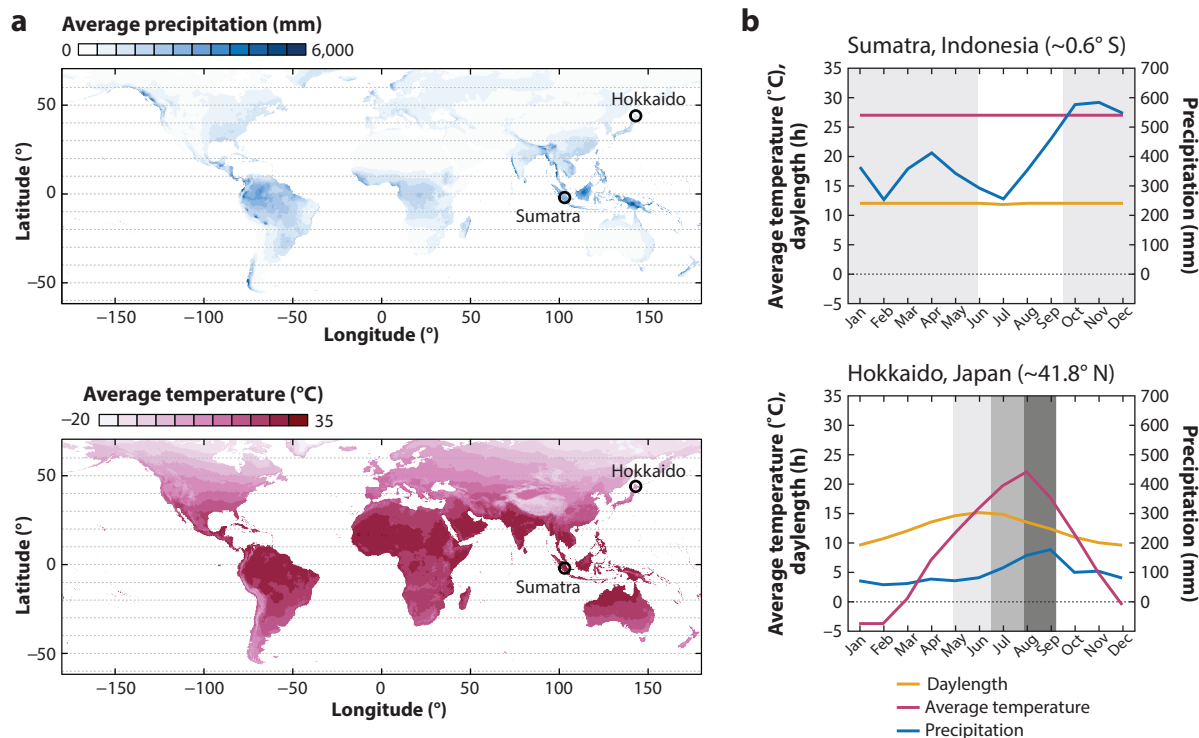 a
Average precipitation (mm)
0 6,000
Hokkaido
Sumatra
50
0
−50
Latitude (°)
−150 −100 −50 0 50 100 150
Longitude (°)
Average temperature (°C)
−20 35
Hokkaido
Sumatra
50
0
−50
Latitude (°)
−150 −100 −50 0 50 100 150
Longitude (°)
b
Sumatra, Indonesia (~0.6° S)
35 700
30 600
25 500
20 400
15 300
10 200
5 100
0 0
−5
Average temperature (˚C),
daylength (h)
Precipitation (mm)
Jan Feb Mar Apr May Jun Jul Aug Sep Oct Nov Dec
Hokkaido, Japan (~41.8° N)
35 700
30 600
25 500
20 400
15 300
10 200
5 100
0 0
−5
Average temperature (˚C),
daylength (h)
Precipitation (mm)
Jan Feb Mar Apr May Jun Jul Aug Sep Oct Nov Dec
Daylength
Average temperature
Precipitation